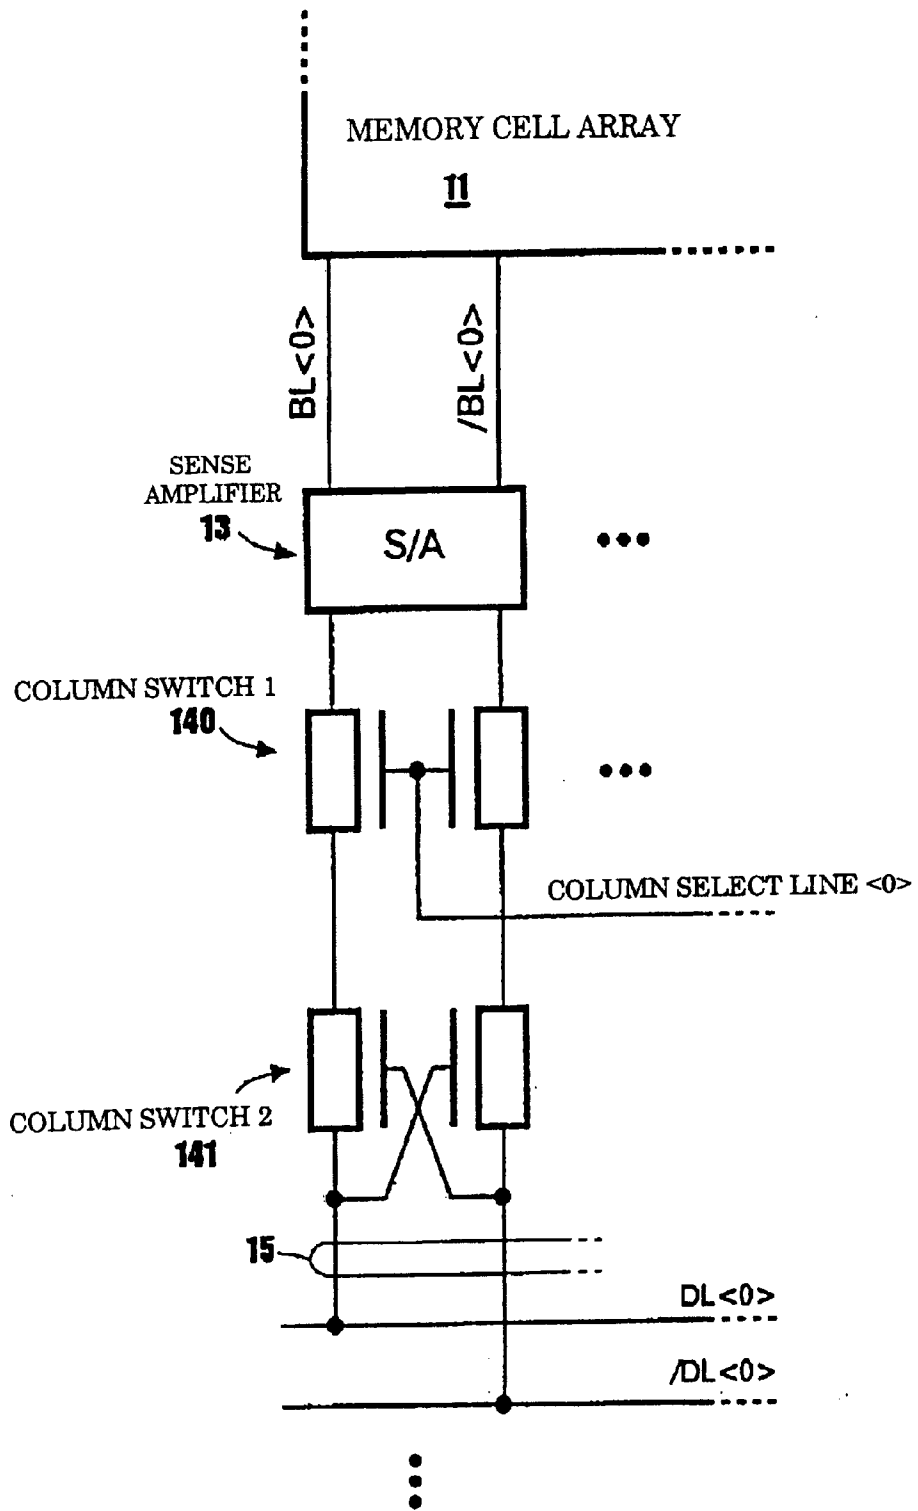 MEMORY CELL ARRAY
11
BL<0>
/BL<0>
SENSE
AMPLIFIER
13
S/A
COLUMN SWITCH 1
140
COLUMN SELECT LINE <0>
COLUMN SWITCH 2
141
15
DL<0>
/DL<0>